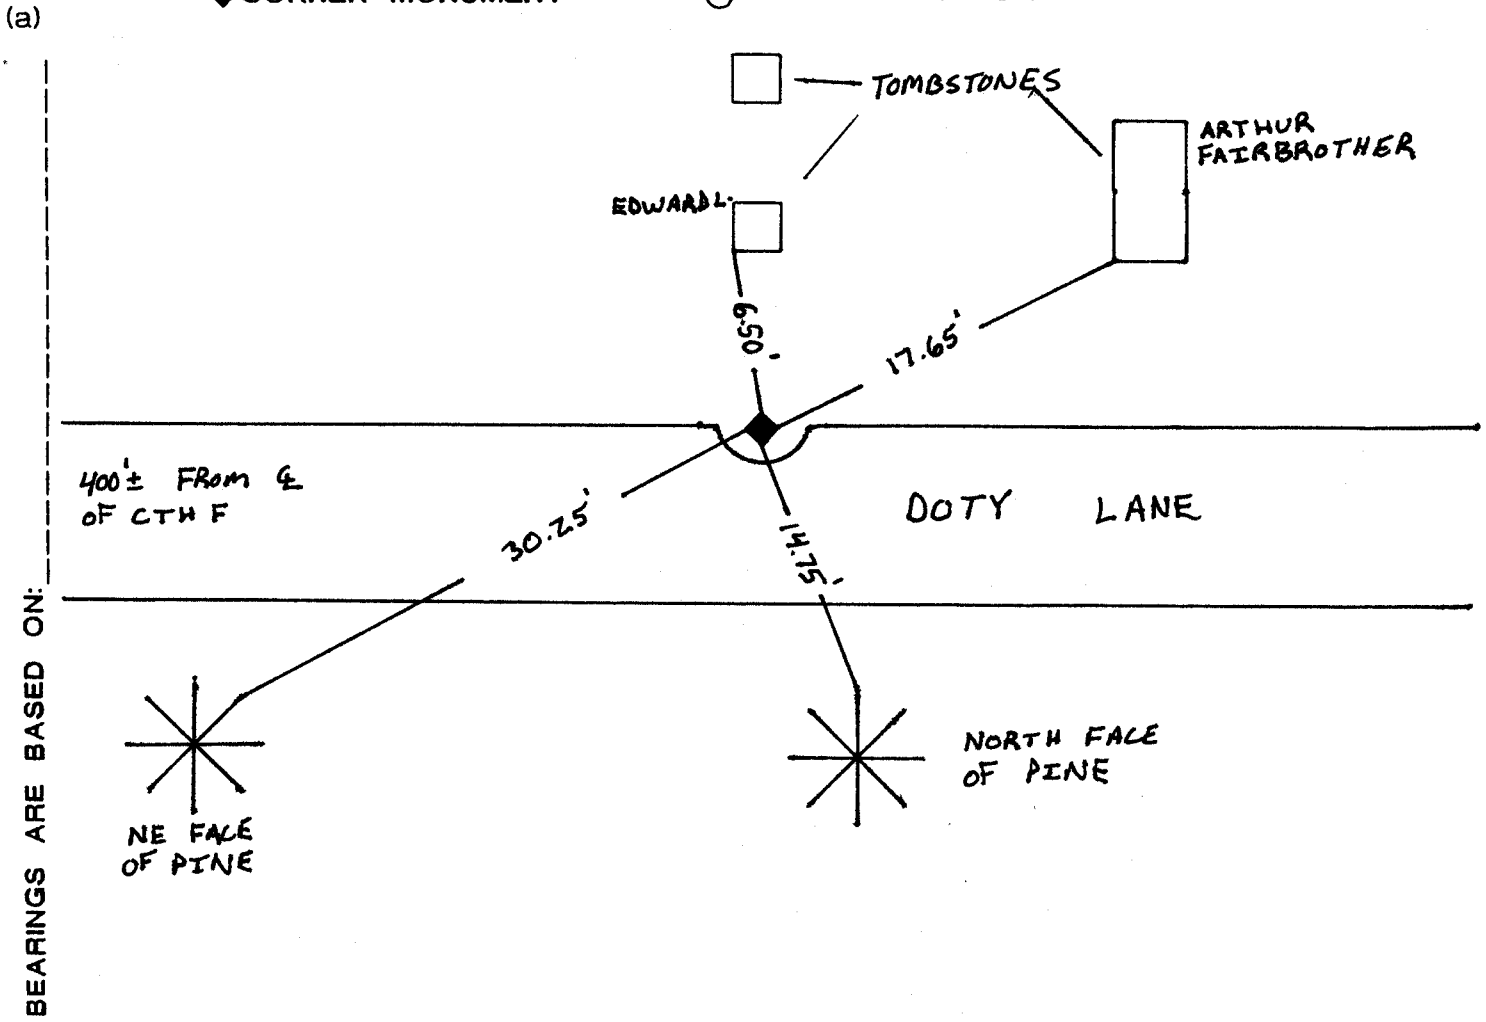 (a)
TOMBSTONES
ARTHUR
FAIRBROTHER
EDWARD L.
6.50'
17.65'
400'± FROM ℄
OF CTH F
30.25'
14.75'
DOTY LANE
NORTH FACE
OF PINE
NE FACE
OF PINE
BEARINGS ARE BASED ON: